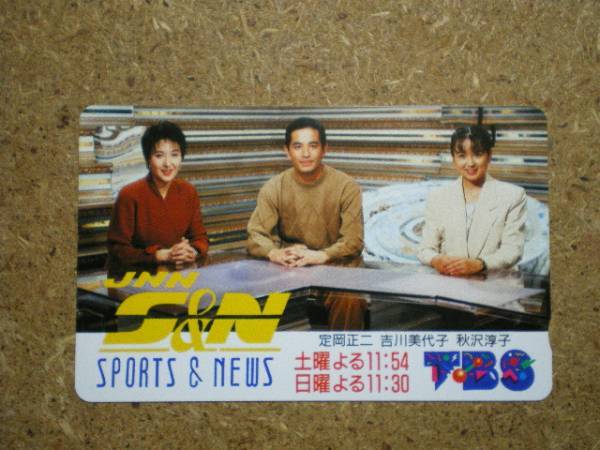 JNN
S&N
SPORTS & NEWS
定岡正二 吉川美代子 秋沢淳子
土曜よる11:54
日曜よる11:30
TBS